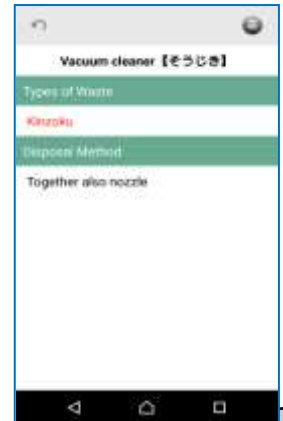 Vacuum cleaner【そうじき】
Types of Waste
Kinzoku
Disposal Method
Together also nozzle